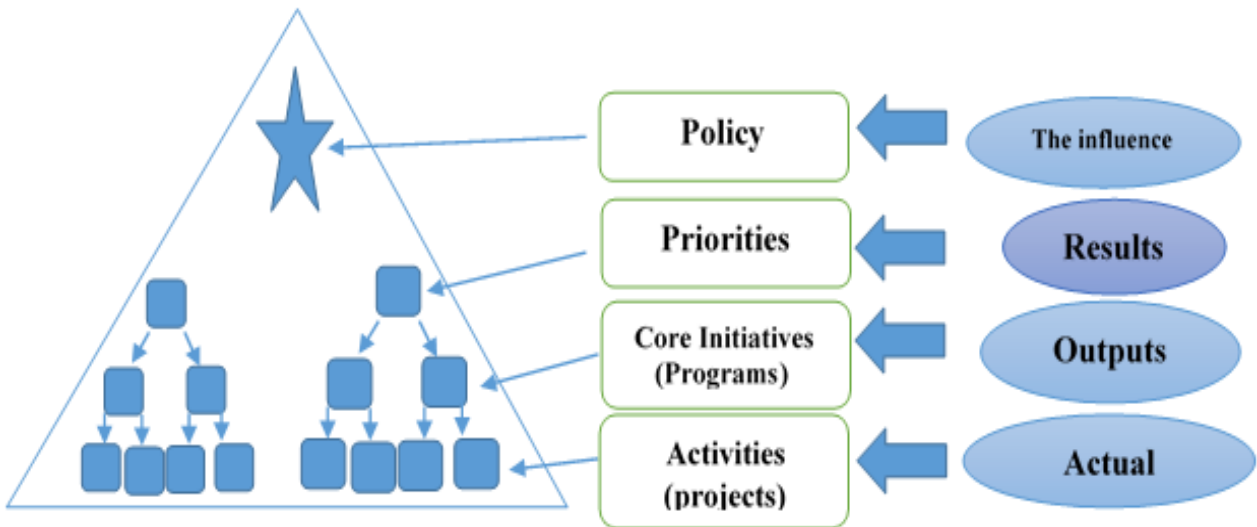 Policy
The influence
Priorities
Results
Core Initiatives
(Programs)
Outputs
Activities
(projects)
Actual